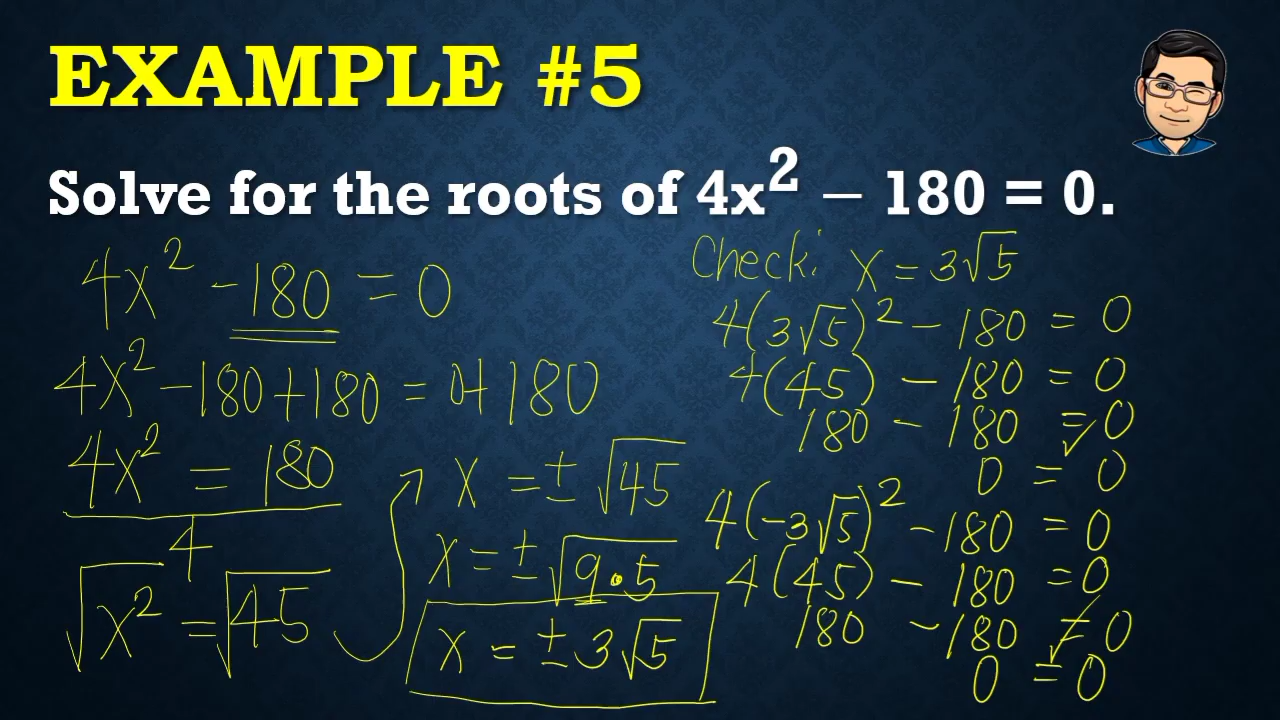 EXAMPLE #5
Solve for the roots of 4x² – 180 = 0.
4x² - 180 = 0
4x² - 180 + 180 = 0 + 180
4x² = 180
4
√x² = √45
x = ± √45
x = ± √9·5
x = ± 3√5
Check: x = 3√5
4(3√5)² - 180 = 0
4(45) - 180 = 0
180 - 180 = 0
✓
0 = 0
4(-3√5)² - 180 = 0
4(45) - 180 = 0
180 - 180 = 0
✓
0 = 0